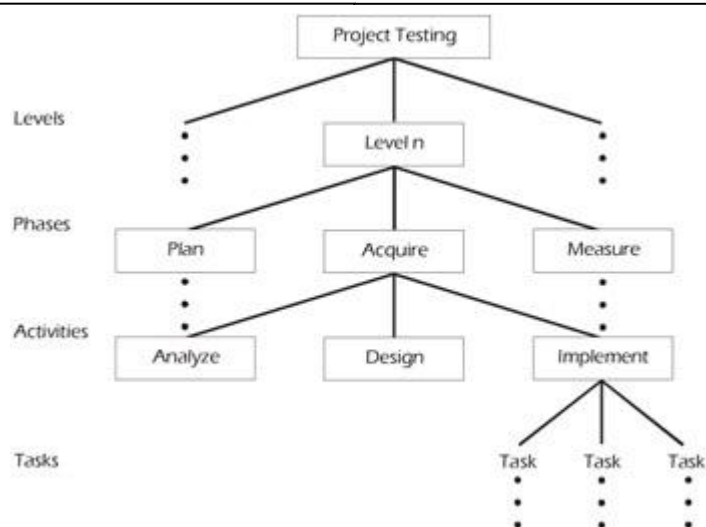 Project Testing
Levels
Level n
Phases
Plan
Acquire
Measure
Activities
Analyze
Design
Implement
Tasks
Task
Task
Task